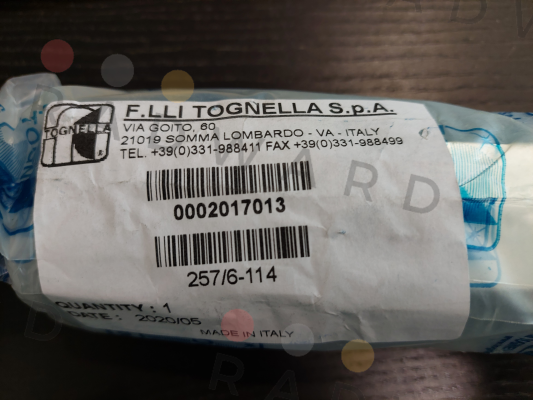 F.LLI TOGNELLA S.p.A.
TOGNELLA
VIA GOITO, 60
21019 SOMMA LOMBARDO - VA - ITALY
TEL. +39(0)331-988411 FAX +39(0)331-988499
0002017013
257/6-114
QUANTITY : 1
DATE : 2020/05
MADE IN ITALY